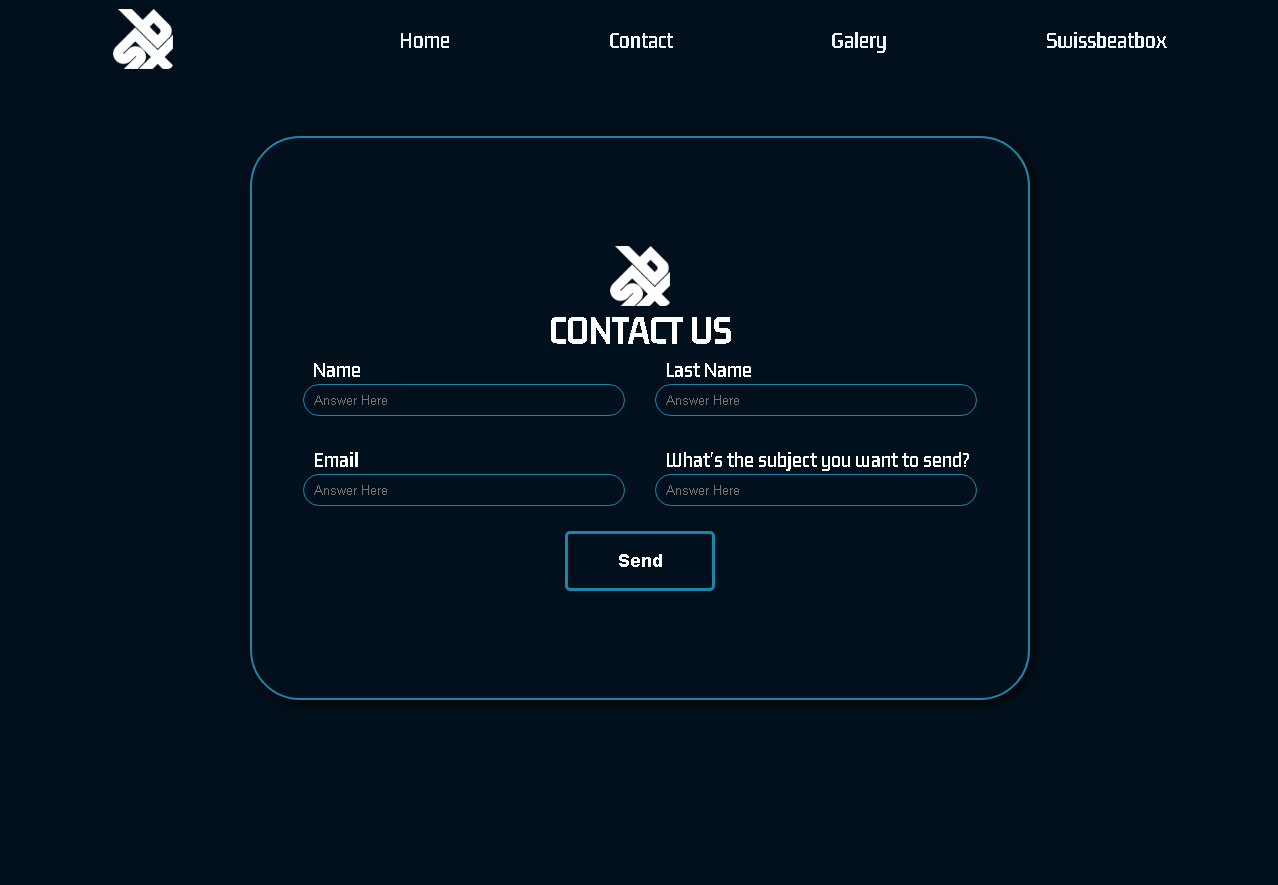 Home Contact Galery Swissbeatbox
CONTACT US
Name Last Name
Answer Here Answer Here
Email What's the subject you want to send?
Answer Here Answer Here
Send